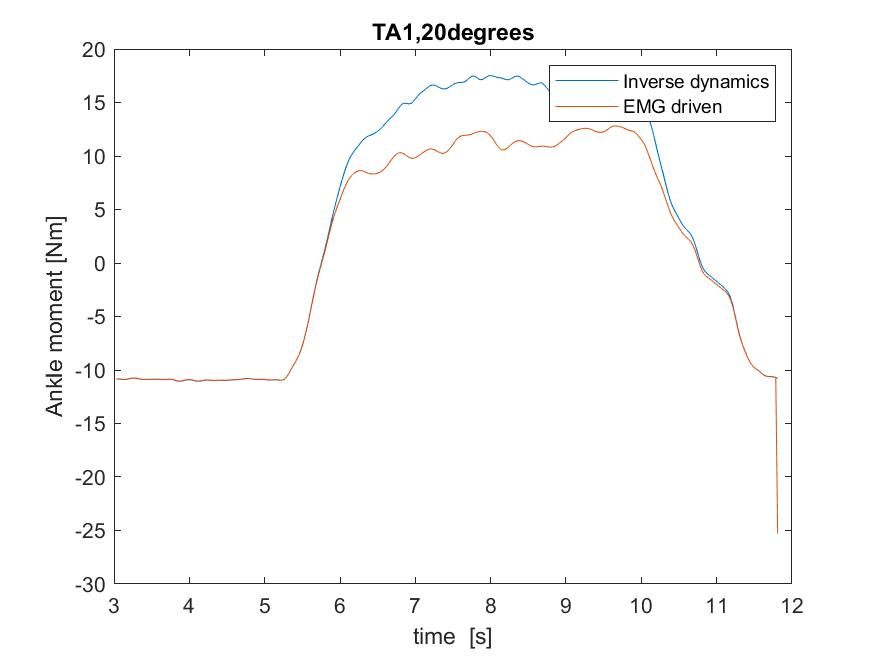 TA1,20degrees
20
15
10
5
0
-5
-10
-15
-20
-25
-30
Ankle moment [Nm]
Inverse dynamics
EMG driven
3 4 5 6 7 8 9 10 11 12
time [s]